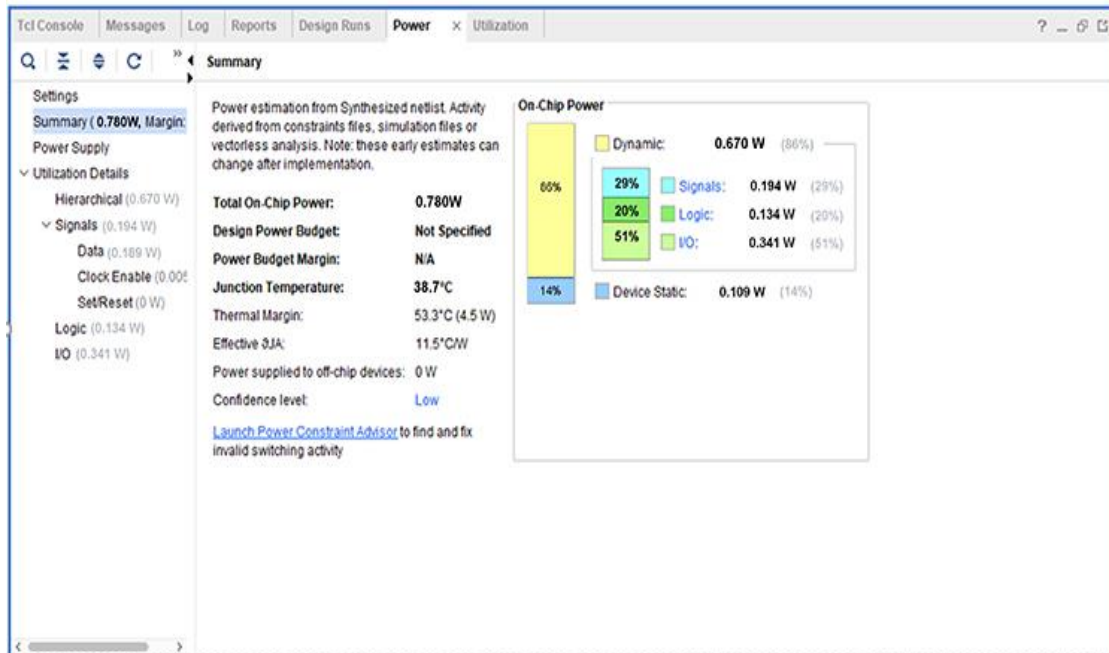 Tcl Console Messages Log Reports Design Runs Power × Utilization
Summary
Settings
Summary (0.780W, Margin:
Power Supply
Utilization Details
Hierarchical (0.670 W)
Signals (0.194 W)
Data (0.189 W)
Clock Enable (0.005
Set/Reset (0 W)
Logic (0.134 W)
I/O (0.341 W)
Power estimation from Synthesized netlist. Activity
derived from constraints files, simulation files or
vectorless analysis. Note: these early estimates can
change after implementation.
Total On-Chip Power: 0.780W
Design Power Budget: Not Specified
Power Budget Margin: N/A
Junction Temperature: 38.7°C
Thermal Margin: 53.3°C (4.5 W)
Effective ϑJA: 11.5°C/W
Power supplied to off-chip devices: 0 W
Confidence level: Low
Launch Power Constraint Advisor to find and fix
invalid switching activity
On-Chip Power
86%
14%
Dynamic: 0.670 W (86%)
29% Signals: 0.194 W (29%)
20% Logic: 0.134 W (20%)
51% I/O: 0.341 W (51%)
Device Static: 0.109 W (14%)